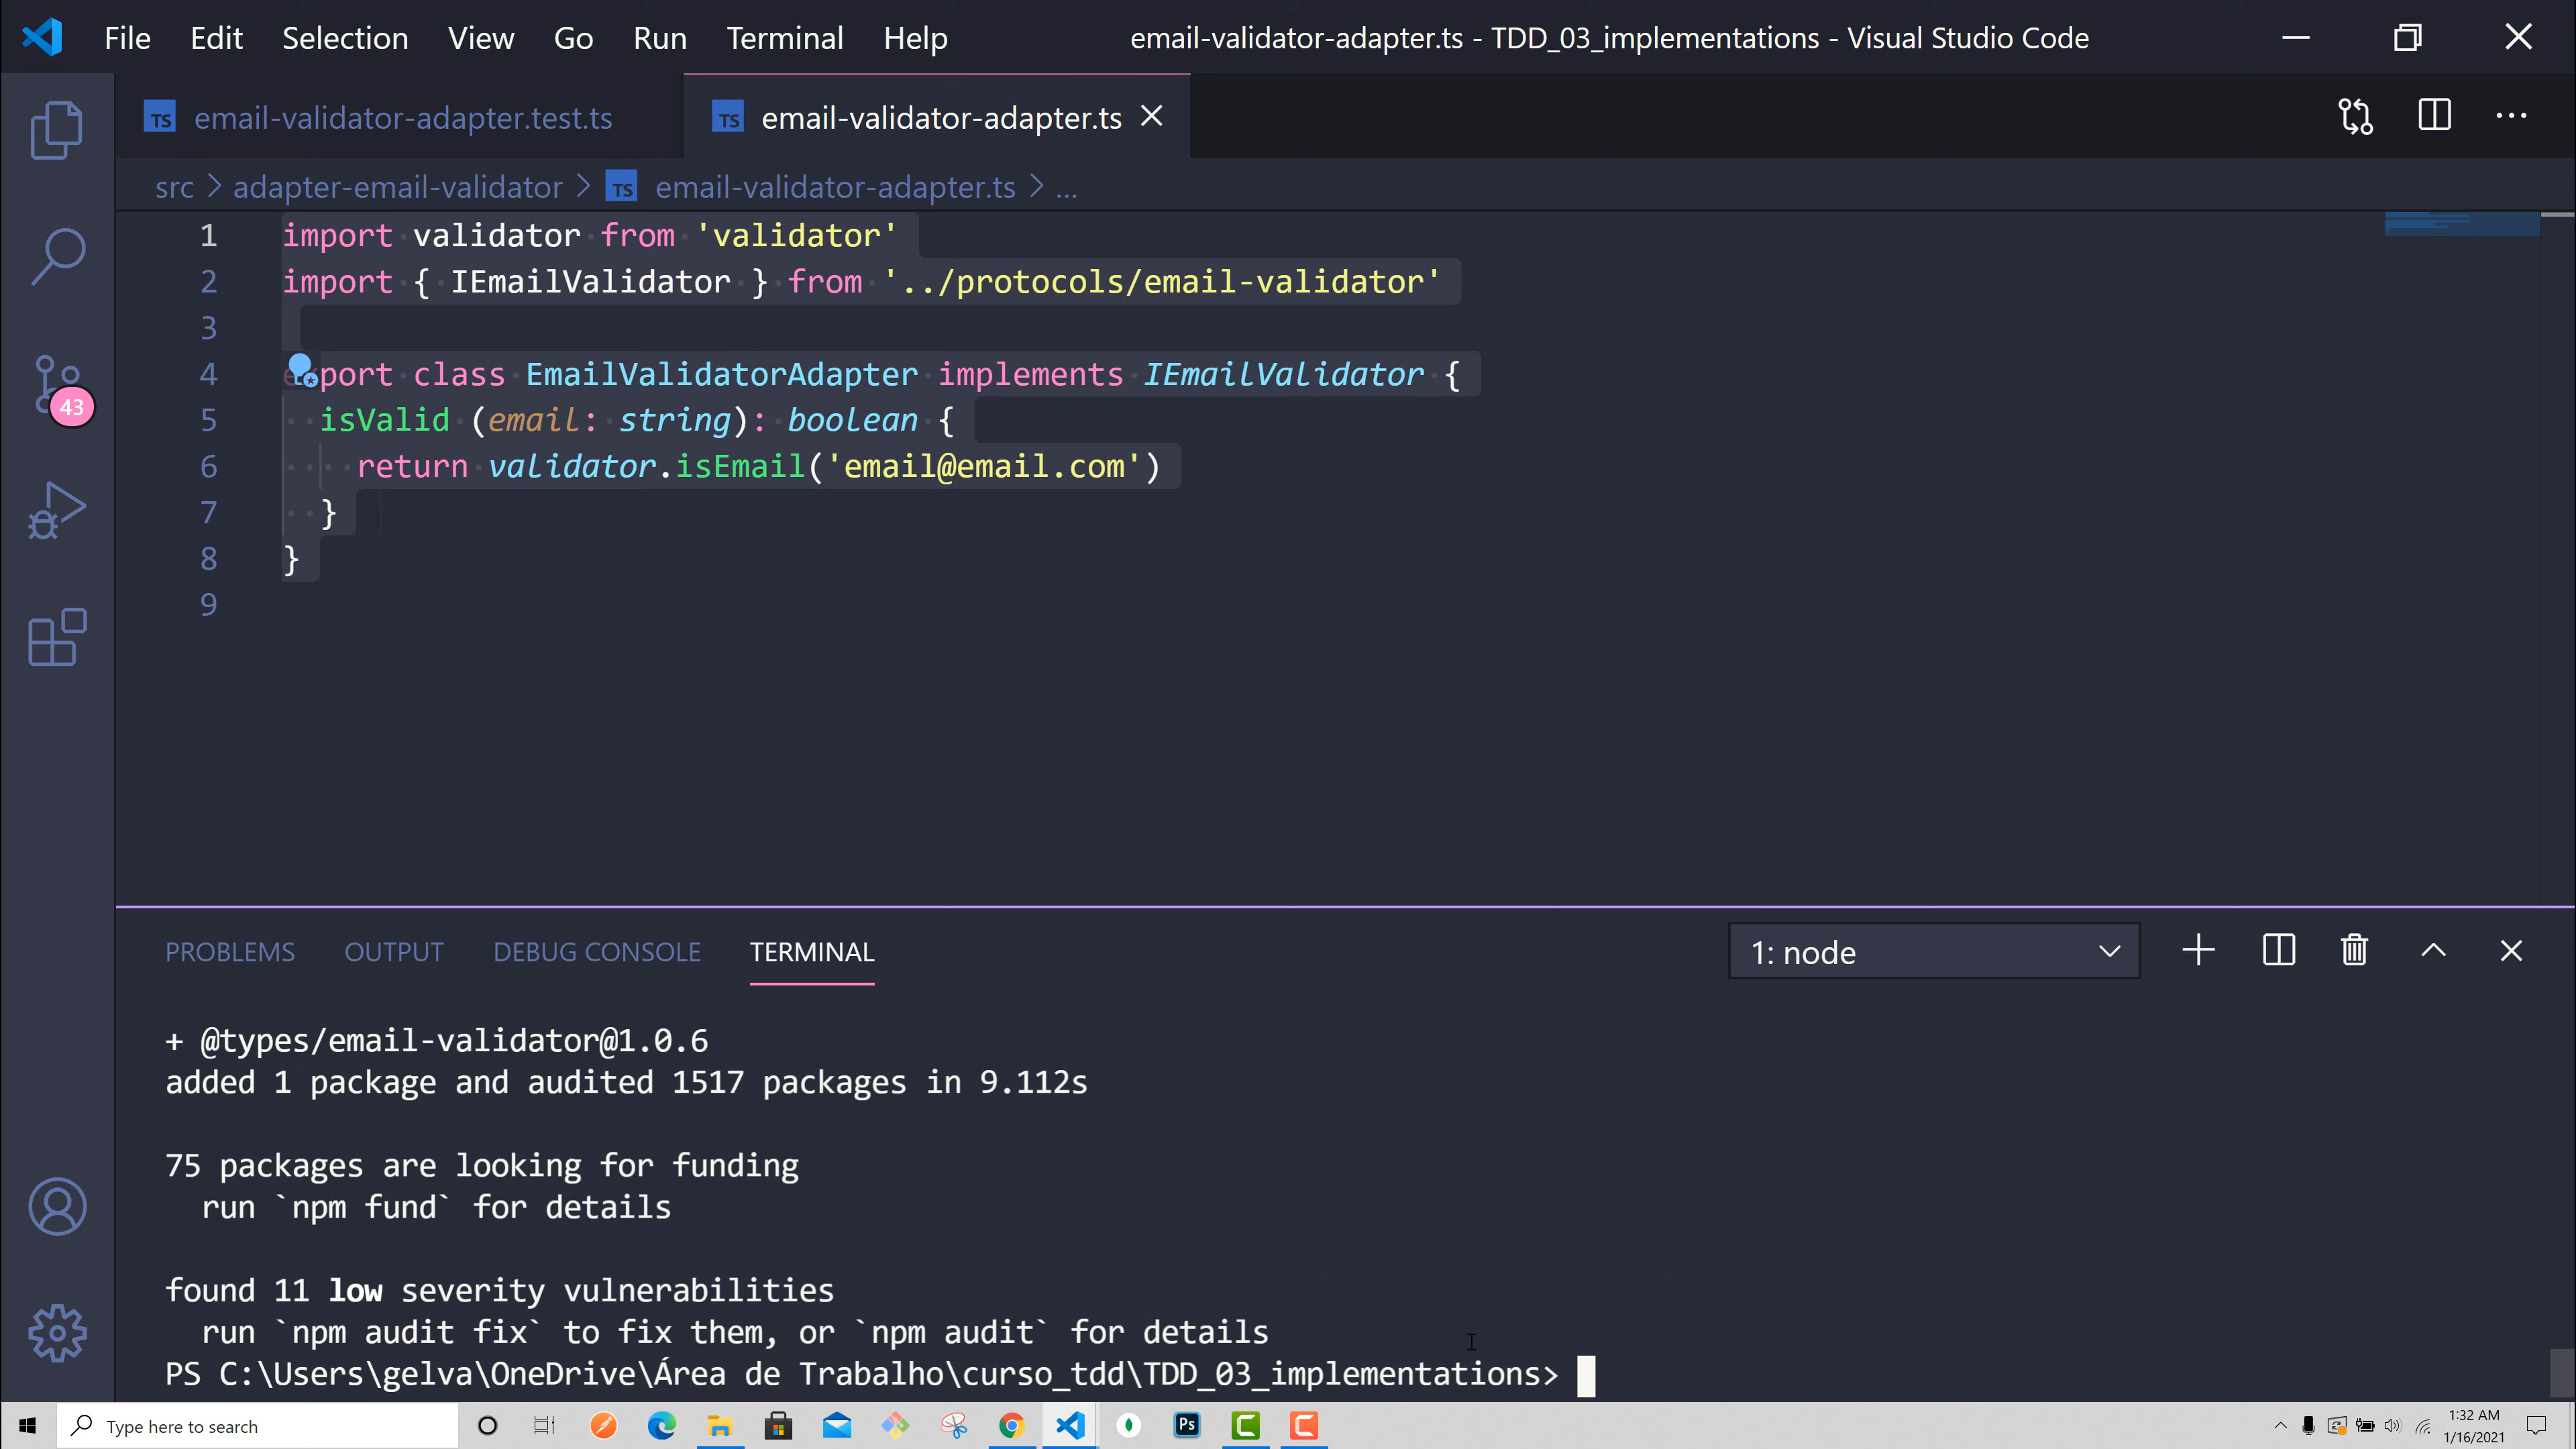 File Edit Selection View Go Run Terminal Help email-validator-adapter.ts - TDD_03_implementations - Visual Studio Code
TS email-validator-adapter.test.ts TS email-validator-adapter.ts
src > adapter-email-validator > TS email-validator-adapter.ts > ...
1 import validator from 'validator'
2 import { IEmailValidator } from '../protocols/email-validator'
3
4 export class EmailValidatorAdapter implements IEmailValidator {
5 isValid (email: string): boolean {
6 return validator.isEmail('email@email.com')
7 }
8 }
9
43
PROBLEMS OUTPUT DEBUG CONSOLE TERMINAL 1: node
+ @types/email-validator@1.0.6
added 1 package and audited 1517 packages in 9.112s
75 packages are looking for funding
run `npm fund` for details
found 11 low severity vulnerabilities
run `npm audit fix` to fix them, or `npm audit` for details
PS C:\Users\gelva\OneDrive\Área de Trabalho\curso_tdd\TDD_03_implementations>
Type here to search
Ps
1:32 AM
1/16/2021